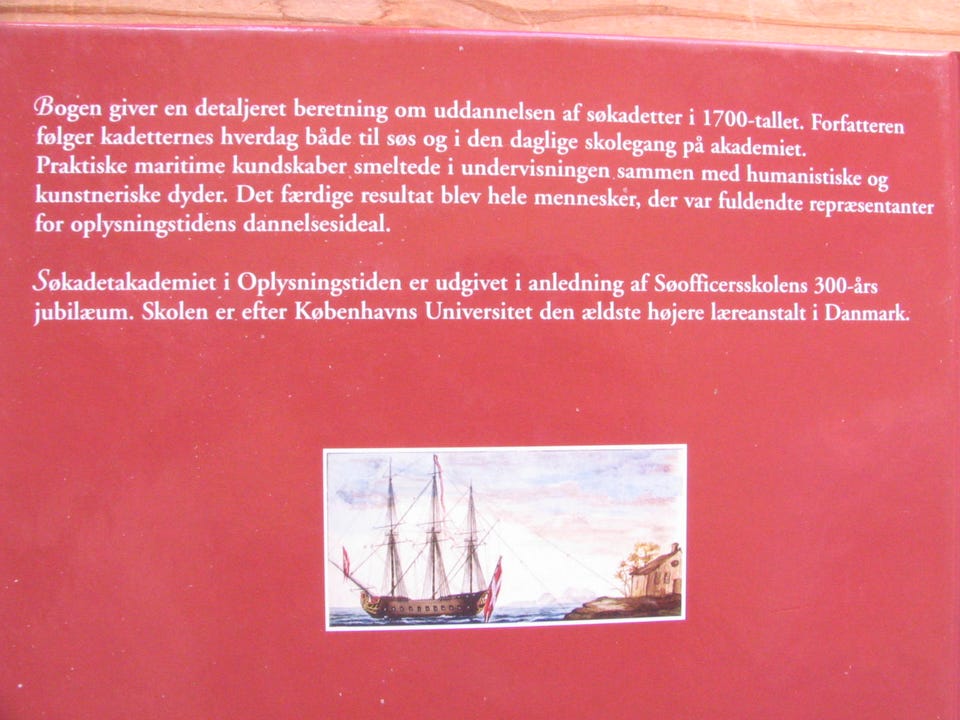 Bogen giver en detaljeret beretning om uddannelsen af søkadetter i 1700-tallet. Forfatteren
følger kadetternes hverdag både til søs og i den daglige skolegang på akademiet.
Praktiske maritime kundskaber smeltede i undervisningen sammen med humanistiske og
kunstneriske dyder. Det færdige resultat blev hele mennesker, der var fuldendte repræsentanter
for oplysningstidens dannelsesideal.
Søkadetakademiet i Oplysningstiden er udgivet i anledning af Søofficersskolens 300-års
jubilæum. Skolen er efter Københavns Universitet den ældste højere læreanstalt i Danmark.